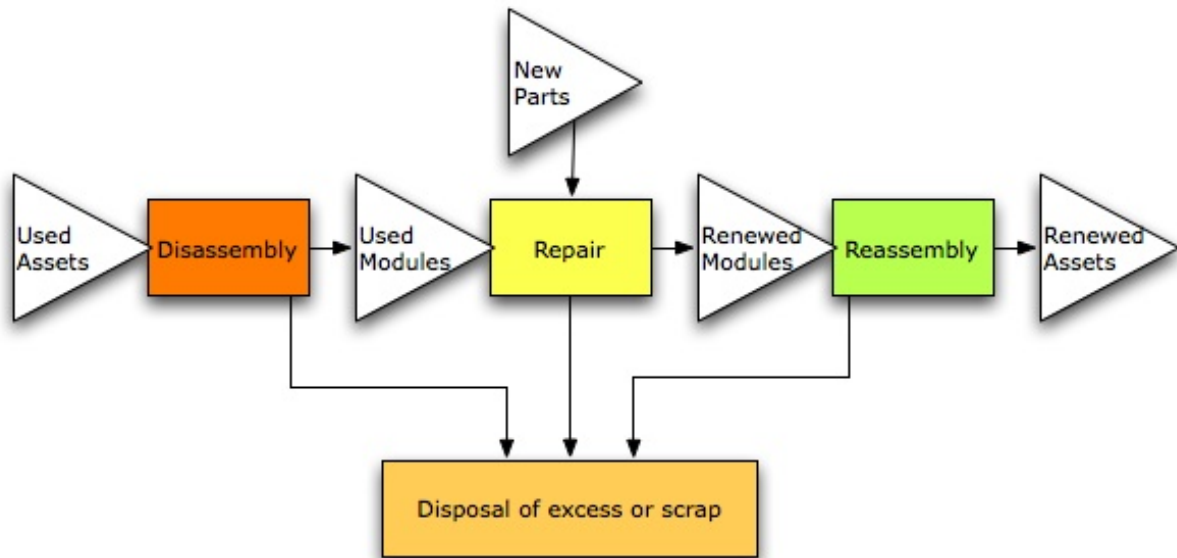 New
Parts
Used
Assets
Disassembly
Used
Modules
Repair
Renewed
Modules
Reassembly
Renewed
Assets
Disposal of excess or scrap